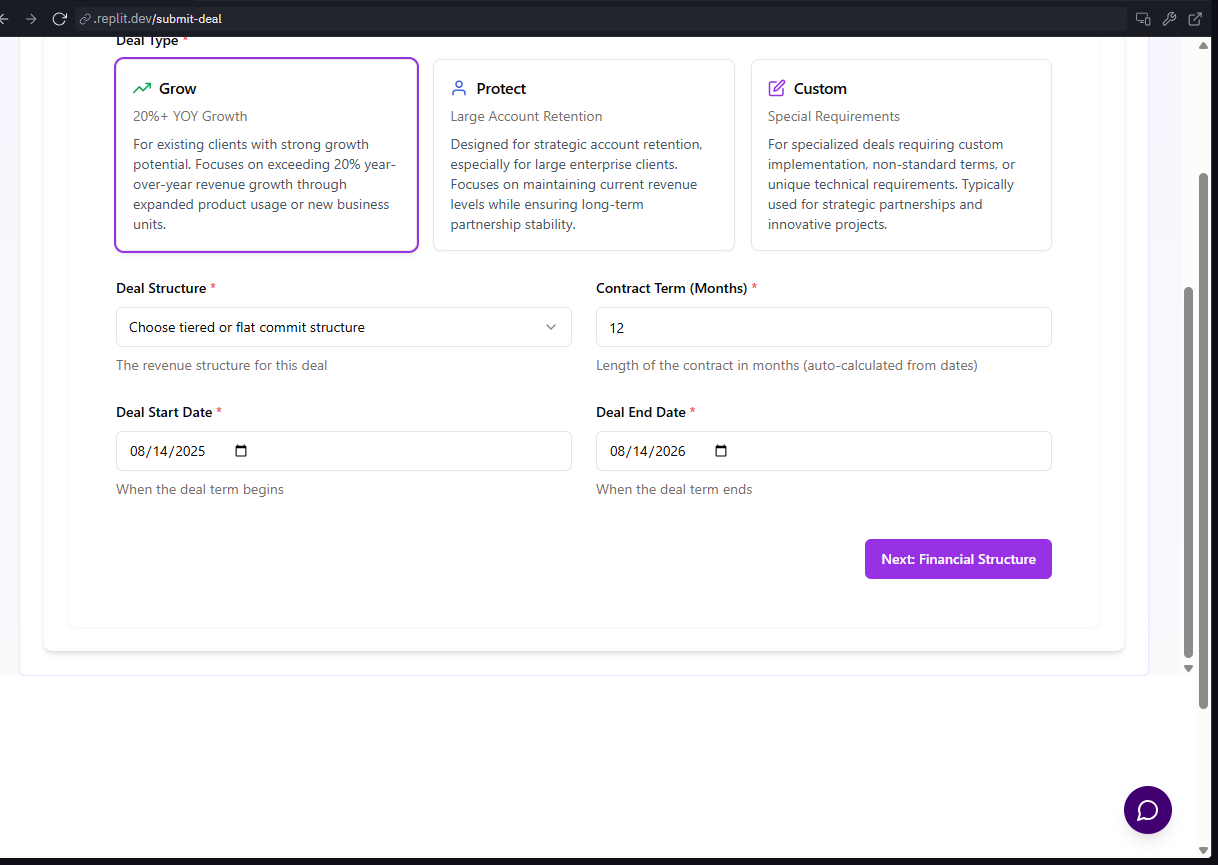 .replit.dev/submit-deal
Deal Type *
Grow
20%+ YOY Growth
For existing clients with strong growth
potential. Focuses on exceeding 20% year-
over-year revenue growth through
expanded product usage or new business
units.
Protect
Large Account Retention
Designed for strategic account retention,
especially for large enterprise clients.
Focuses on maintaining current revenue
levels while ensuring long-term
partnership stability.
Custom
Special Requirements
For specialized deals requiring custom
implementation, non-standard terms, or
unique technical requirements. Typically
used for strategic partnerships and
innovative projects.
Deal Structure *
Choose tiered or flat commit structure
The revenue structure for this deal
Contract Term (Months) *
12
Length of the contract in months (auto-calculated from dates)
Deal Start Date *
08/14/2025
When the deal term begins
Deal End Date *
08/14/2026
When the deal term ends
Next: Financial Structure